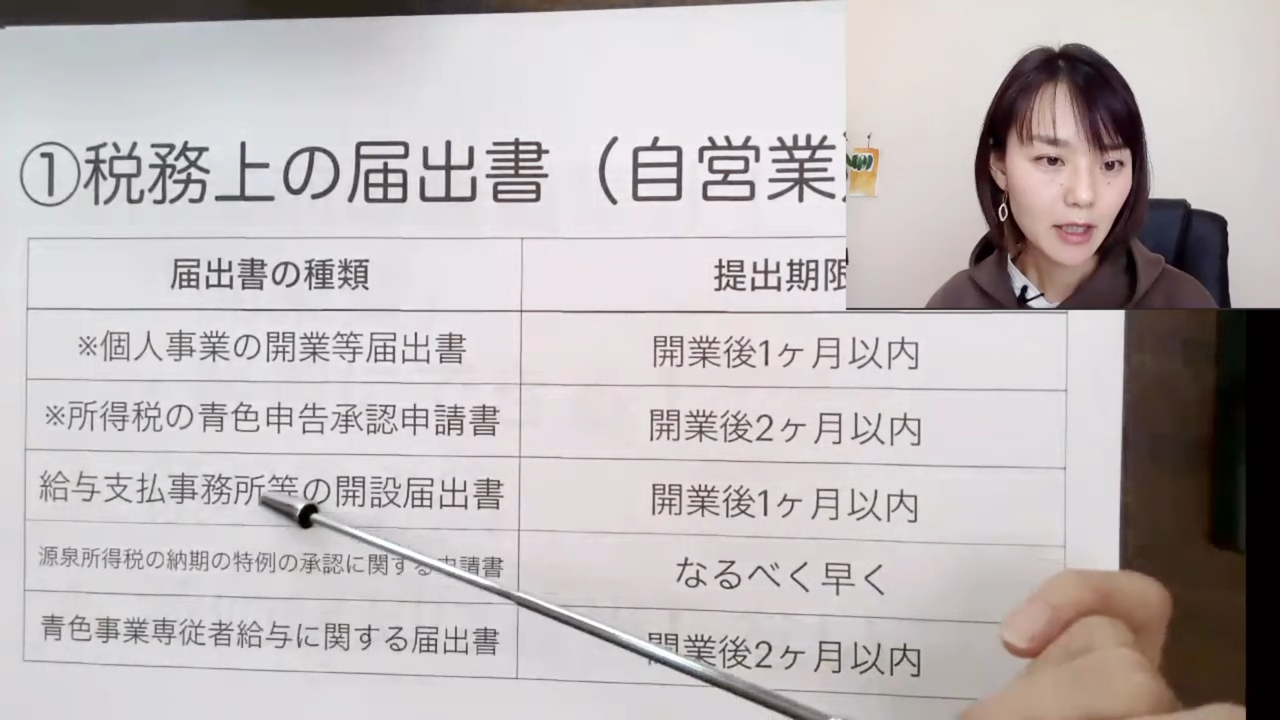 ①税務上の届出書（自営業
届出書の種類 提出期限
※個人事業の開業等届出書 開業後1ヶ月以内
※所得税の青色申告承認申請書 開業後2ヶ月以内
給与支払事務所等の開設届出書 開業後1ヶ月以内
源泉所得税の納期の特例の承認に関する申請書 なるべく早く
青色事業専従者給与に関する届出書 開業後2ヶ月以内